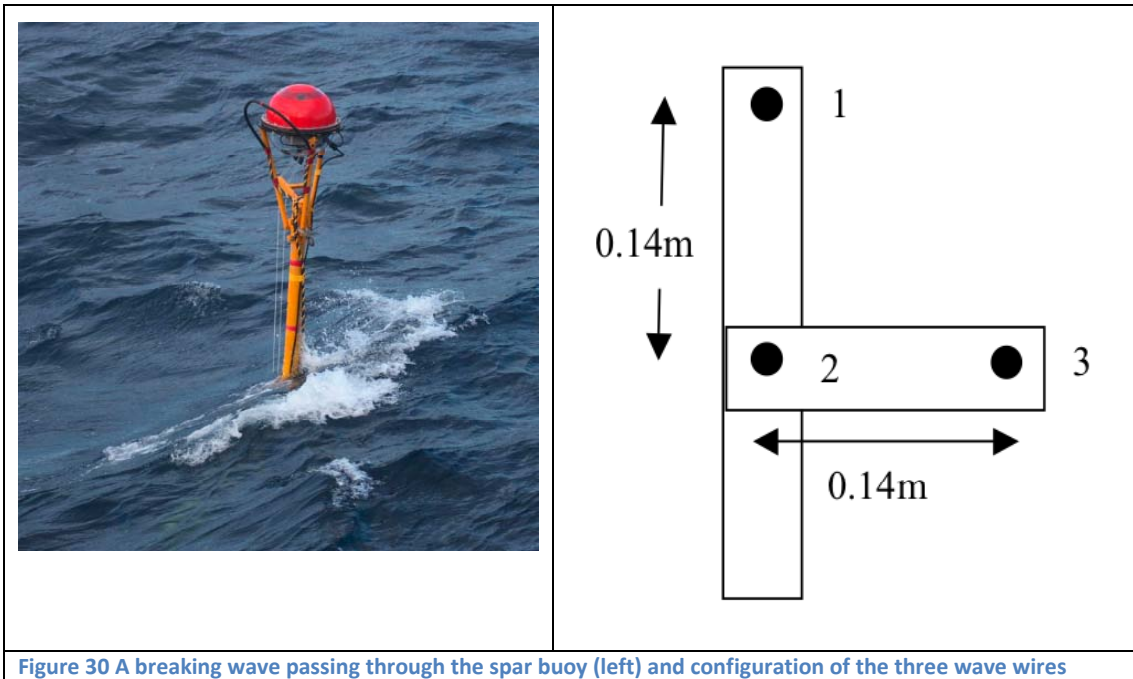 1
0.14m
2
3
0.14m
Figure 30 A breaking wave passing through the spar buoy (left) and configuration of the three wave wires